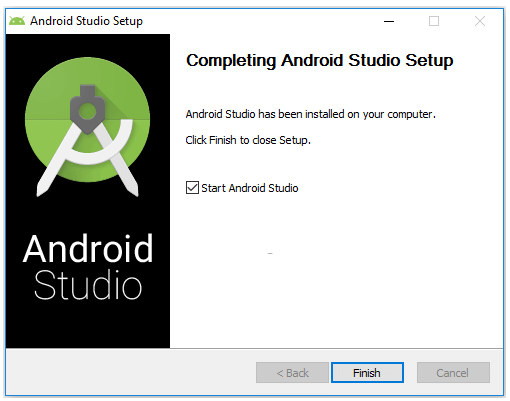 Android Studio Setup
Completing Android Studio Setup
Android Studio has been installed on your computer.
Click Finish to close Setup.
Start Android Studio
Android
Studio
< Back
Finish
Cancel